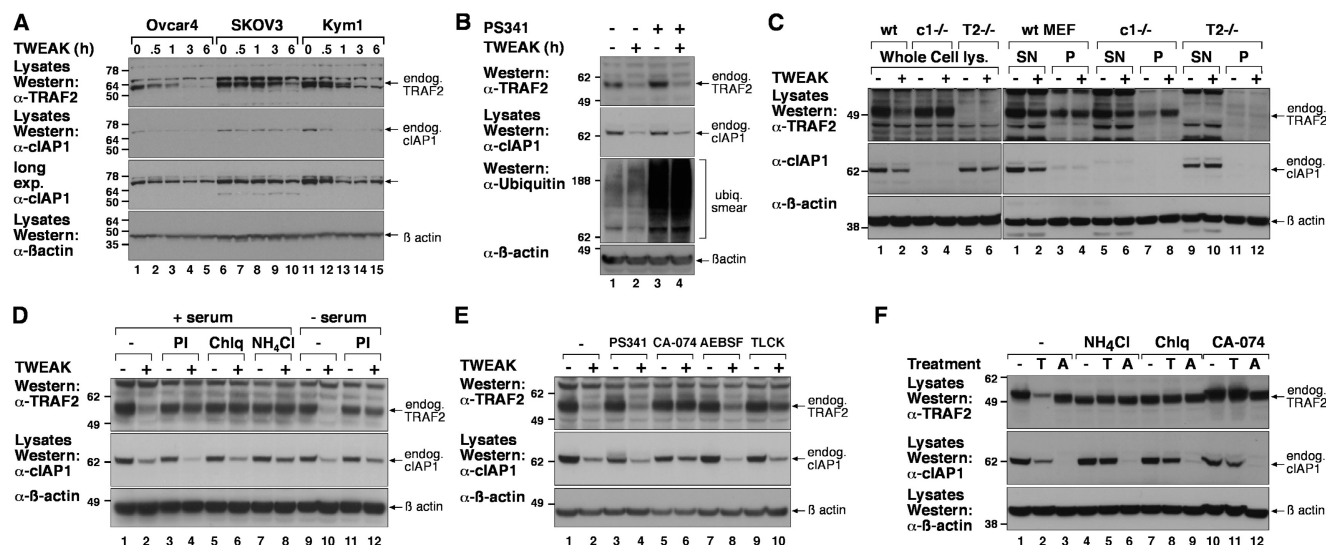 A
Ovcar4 SKOV3 Kym1
TWEAK (h) 0 .5 1 3 6 0 .5 1 3 6 0 .5 1 3 6
Lysates
Western:
α-TRAF2
78
64
50
endog.
TRAF2
Lysates
Western:
α-cIAP1
78
64
50
endog.
cIAP1
long
exp.
α-cIAP1
78
64
50
Lysates
Western:
α-βactin
64
50
35
β actin
1 2 3 4 5 6 7 8 9 10 11 12 13 14 15
B
PS341 - - + +
TWEAK (h) - + - +
Western:
α-TRAF2
62
49
endog.
TRAF2
Lysates
Western:
α-cIAP1
62
endog.
cIAP1
Western:
α-Ubiquitin
188
62
ubiq.
smear
α-β-actin
49
βactin
1 2 3 4
C
wt c1-/- T2-/- wt MEF c1-/- T2-/-
Whole Cell lys. SN P SN P SN P
TWEAK - + - + - + - + - + - + - + - + - +
Lysates
Western:
α-TRAF2
49
endog.
TRAF2
α-cIAP1
62
endog.
cIAP1
α-β-actin
38
β actin
1 2 3 4 5 6 1 2 3 4 5 6 7 8 9 10 11 12
D
+ serum - serum
- PI Chlq NH4Cl - PI
TWEAK - + - + - + - + - + - +
Western:
α-TRAF2
62
49
endog.
TRAF2
Lysates
Western:
α-cIAP1
62
endog.
cIAP1
α-β-actin
49
β actin
1 2 3 4 5 6 7 8 9 10 11 12
E
- PS341 CA-074 AEBSF TLCK
TWEAK - + - + - + - + - +
Western:
α-TRAF2
62
49
endog.
TRAF2
Lysates
Western:
α-cIAP1
62
endog.
cIAP1
α-β-actin
49
β actin
1 2 3 4 5 6 7 8 9 10
F
- NH4Cl Chlq CA-074
Treatment - T A - T A - T A - T A
Lysates
Western:
α-TRAF2
62
49
endog.
TRAF2
Lysates
Western:
α-cIAP1
62
endog.
cIAP1
Lysates
Western:
α-β-actin
38
β actin
1 2 3 4 5 6 7 8 9 10 11 12